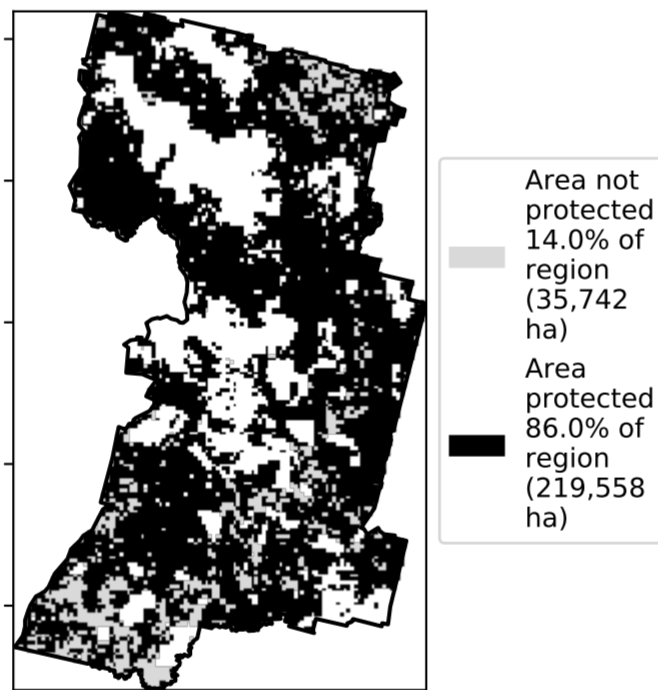 Area not
protected
14.0% of
region
(35,742
ha)
Area
protected
86.0% of
region
(219,558
ha)